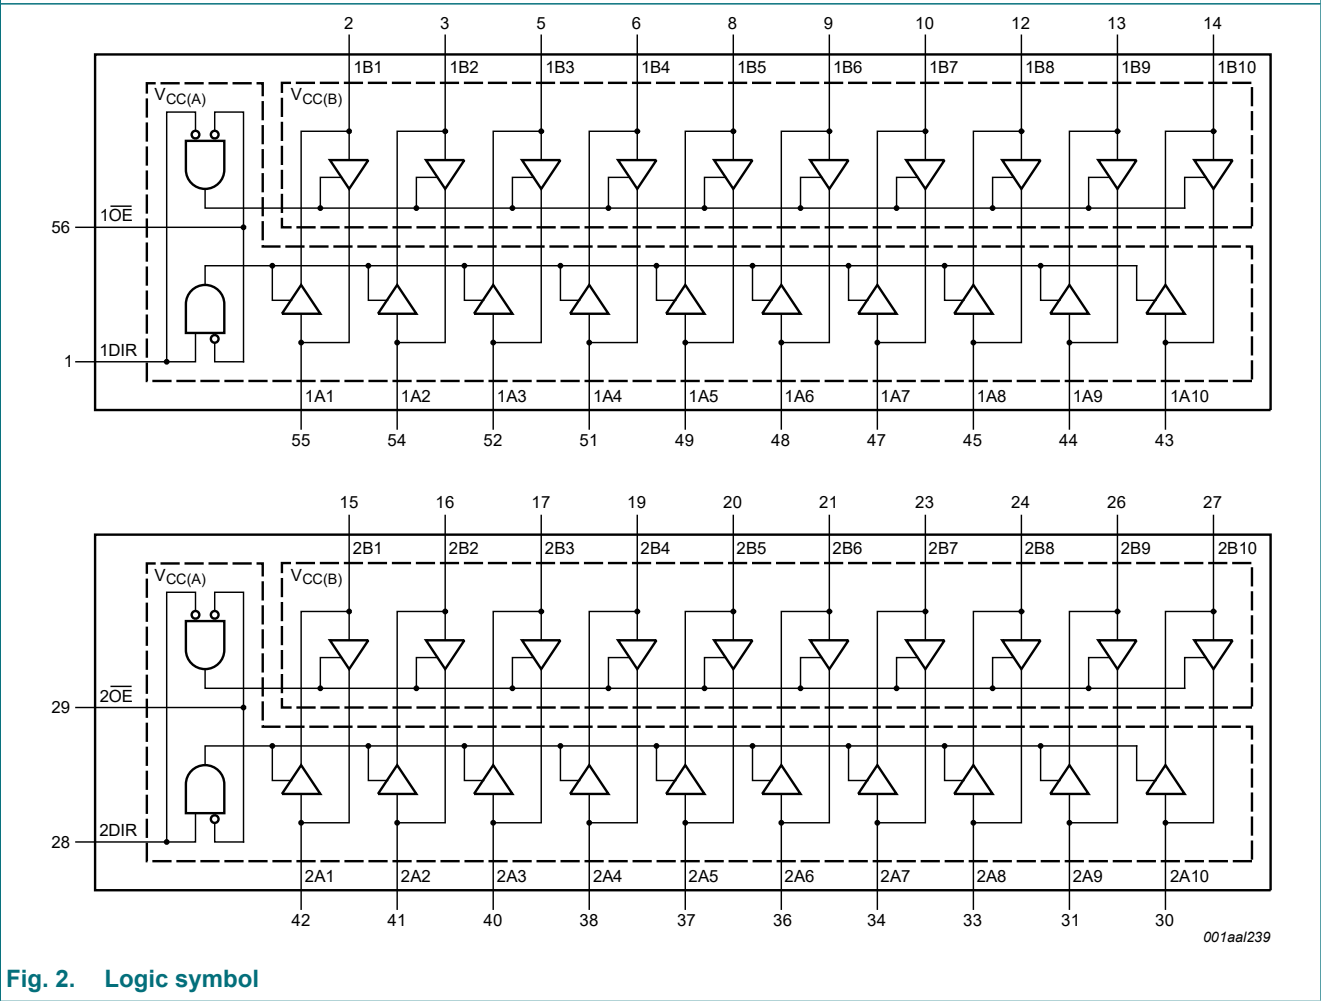 2 3 5 6 8 9 10 12 13 14
1B1 1B2 1B3 1B4 1B5 1B6 1B7 1B8 1B9 1B10
VCC(A) VCC(B)
1O̅E̅
56
1DIR
1
1A1 1A2 1A3 1A4 1A5 1A6 1A7 1A8 1A9 1A10
55 54 52 51 49 48 47 45 44 43
15 16 17 19 20 21 23 24 26 27
2B1 2B2 2B3 2B4 2B5 2B6 2B7 2B8 2B9 2B10
VCC(A) VCC(B)
2O̅E̅
29
2DIR
28
2A1 2A2 2A3 2A4 2A5 2A6 2A7 2A8 2A9 2A10
42 41 40 38 37 36 34 33 31 30
001aal239
Fig. 2. Logic symbol